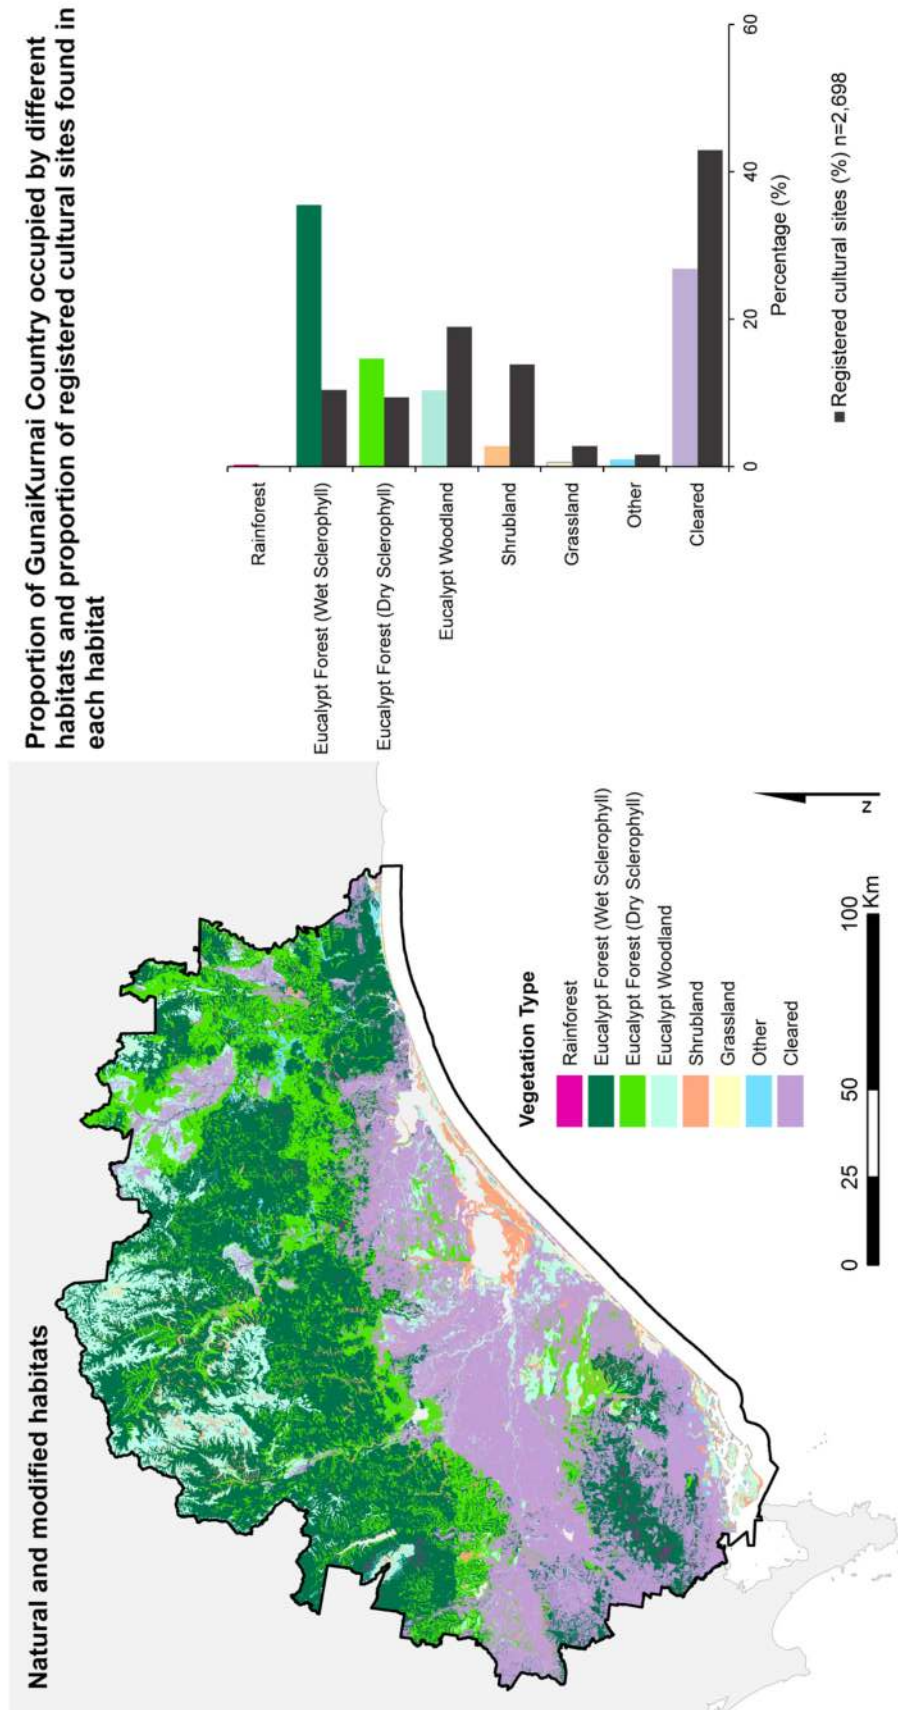 Natural and modified habitats
Vegetation Type
Rainforest
Eucalypt Forest (Wet Sclerophyll)
Eucalypt Forest (Dry Sclerophyll)
Eucalypt Woodland
Shrubland
Grassland
Other
Cleared
0
25
50
100
Km
N
Proportion of GunaiKurnai Country occupied by different
habitats and proportion of registered cultural sites found in
each habitat
Rainforest
Eucalypt Forest (Wet Sclerophyll)
Eucalypt Forest (Dry Sclerophyll)
Eucalypt Woodland
Shrubland
Grassland
Other
Cleared
0
20
40
60
Percentage (%)
Registered cultural sites (%) n=2,698